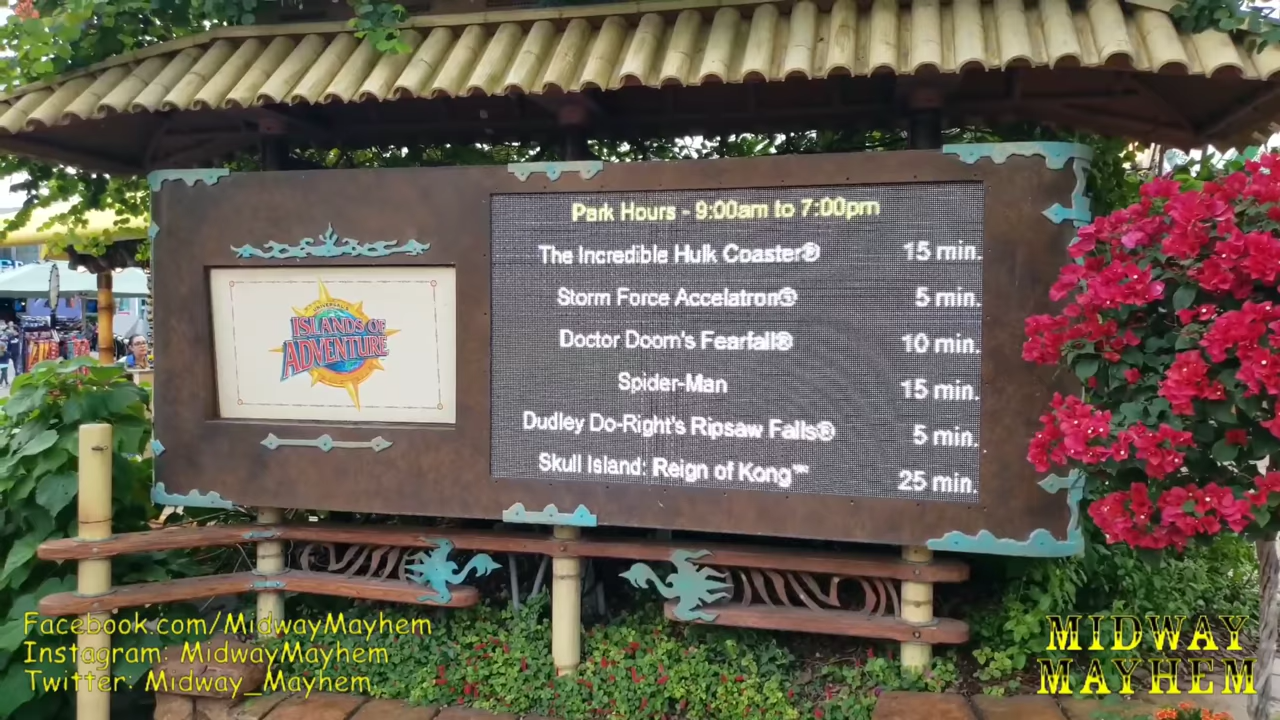 Park Hours - 9:00am to 7:00pm
The Incredible Hulk Coaster® 15 min.
Storm Force Accelatron® 5 min.
Doctor Doom's Fearfall® 10 min.
Spider-Man 15 min.
Dudley Do-Right's Ripsaw Falls® 5 min.
Skull Island: Reign of Kong™ 25 min.
UNIVERSAL'S
ISLANDS OF
ADVENTURE
Facebook.com/MidwayMayhem
Instagram: MidwayMayhem
Twitter: Midway_Mayhem
MIDWAY
MAYHEM